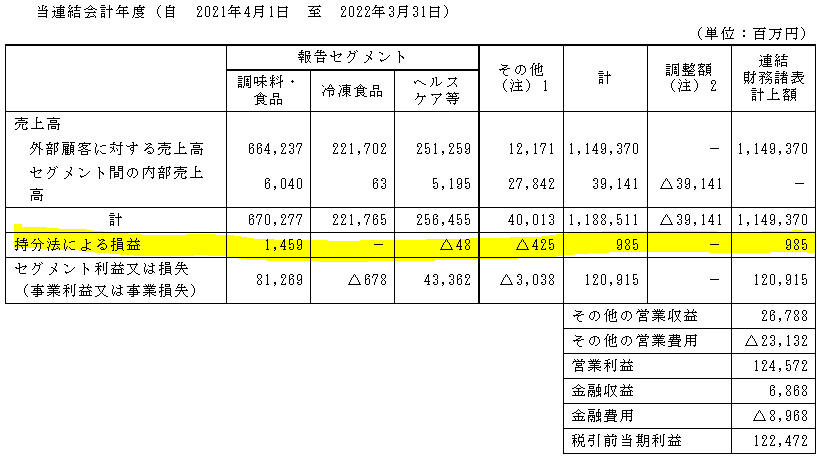 当連結会計年度（自　2021年4月1日　至　2022年3月31日）
（単位：百万円）
報告セグメント
調味料・食品 冷凍食品 ヘルスケア等 その他（注）1 計 調整額（注）2 連結財務諸表計上額
売上高
外部顧客に対する売上高 664,237 221,702 251,259 12,171 1,149,370 － 1,149,370
セグメント間の内部売上高 6,040 63 5,195 27,842 39,141 △39,141 －
計 670,277 221,765 256,455 40,013 1,188,511 △39,141 1,149,370
持分法による損益 1,459 － △48 △425 985 － 985
セグメント利益又は損失（事業利益又は事業損失） 81,269 △678 43,362 △3,038 120,915 － 120,915
その他の営業収益 26,788
その他の営業費用 △23,132
営業利益 124,572
金融収益 6,868
金融費用 △8,968
税引前当期利益 122,472